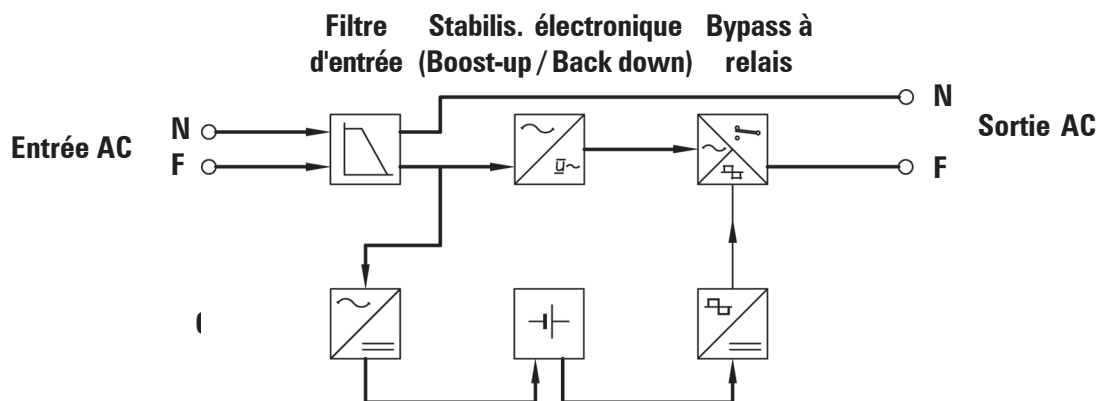 Filtre Stabilis. électronique Bypass à
d'entrée (Boost-up / Back down) relais
N
N
Entrée AC
Sortie AC
F
F